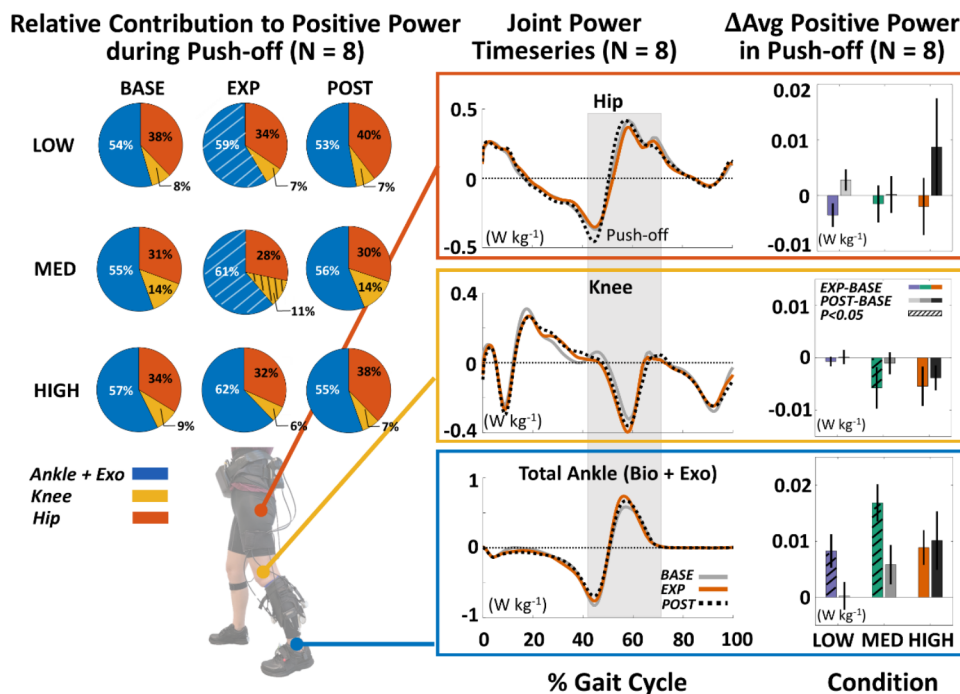 Relative Contribution to Positive Power
during Push-off (N = 8)
BASE EXP POST
LOW
54% 38% 8%
59% 34% 7%
53% 40% 7%
MED
55% 31% 14%
61% 28% 11%
56% 30% 14%
HIGH
57% 34% 9%
62% 32% 6%
55% 38% 7%
Ankle + Exo
Knee
Hip
Joint Power
Timeseries (N = 8)
Hip
0.5
0
-0.5
(W kg⁻¹)
Push-off
Knee
0.4
0
-0.4
(W kg⁻¹)
Total Ankle (Bio + Exo)
1
0
-1
(W kg⁻¹)
BASE
EXP
POST
0 20 40 60 80 100
% Gait Cycle
ΔAvg Positive Power
in Push-off (N = 8)
0.02
0.01
0
-0.01
(W kg⁻¹)
0.01
0
-0.01
EXP-BASE
POST-BASE
P<0.05
(W kg⁻¹)
0.02
0.01
0
(W kg⁻¹)
LOW MED HIGH
Condition